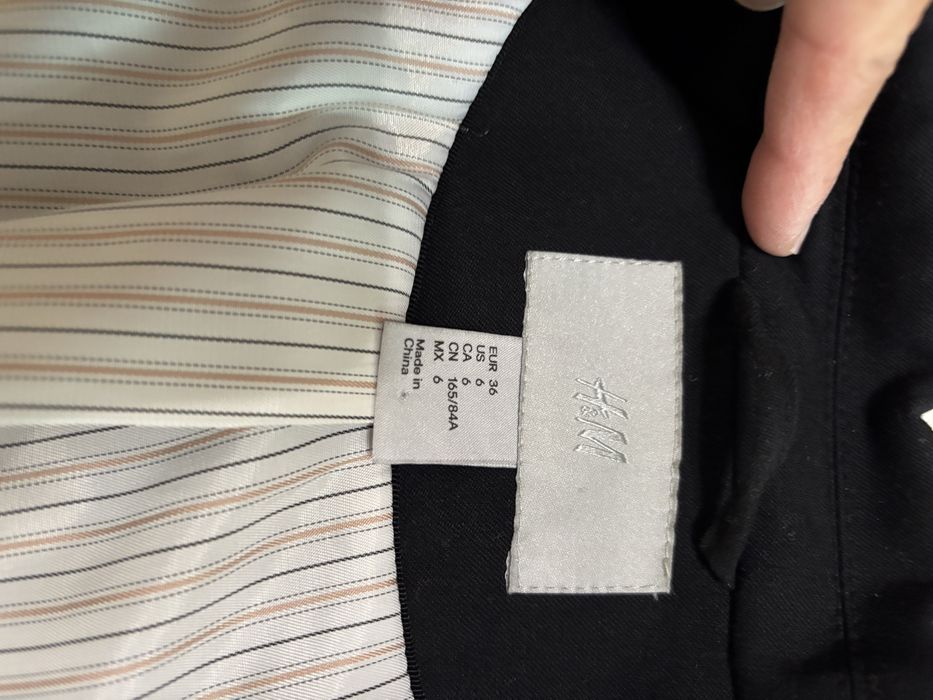 H&M
EUR 36
US 6
CA 6
CN 165/84A
MX 6
Made in
China